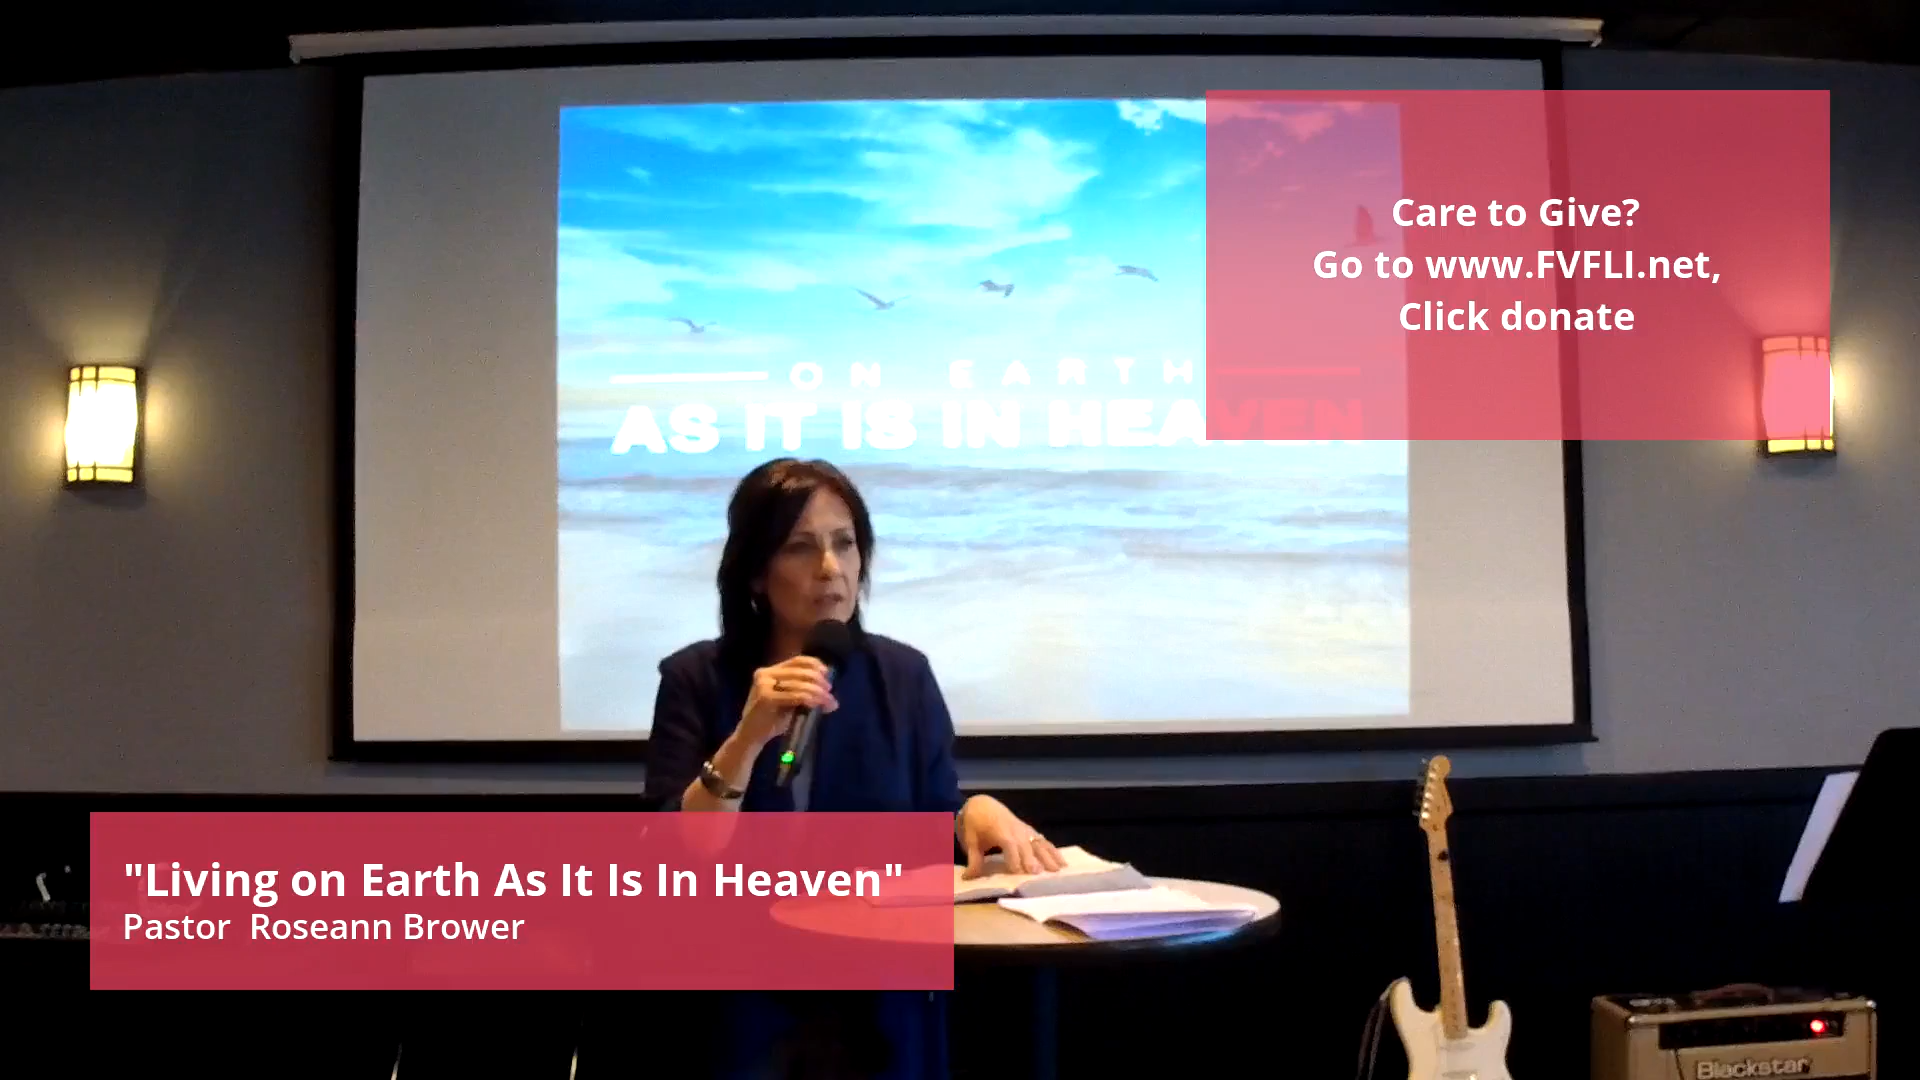 Care to Give?
Go to www.FVFLI.net,
Click donate
ON EARTH
AS IT IS IN HEAVEN
"Living on Earth As It Is In Heaven"
Pastor  Roseann Brower
Blackstar